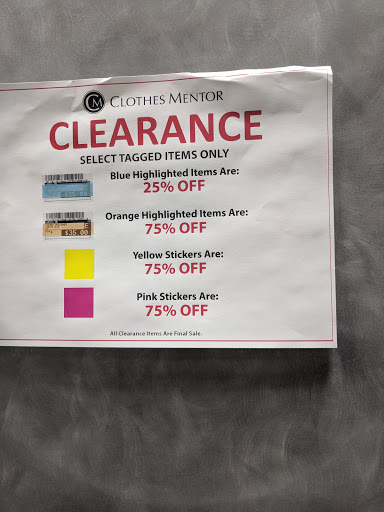 CM CLOTHES MENTOR
CLEARANCE
SELECT TAGGED ITEMS ONLY
Blue Highlighted Items Are:
25% OFF
Orange Highlighted Items Are:
75% OFF
$35.00
Yellow Stickers Are:
75% OFF
Pink Stickers Are:
75% OFF
All Clearance Items Are Final Sale.